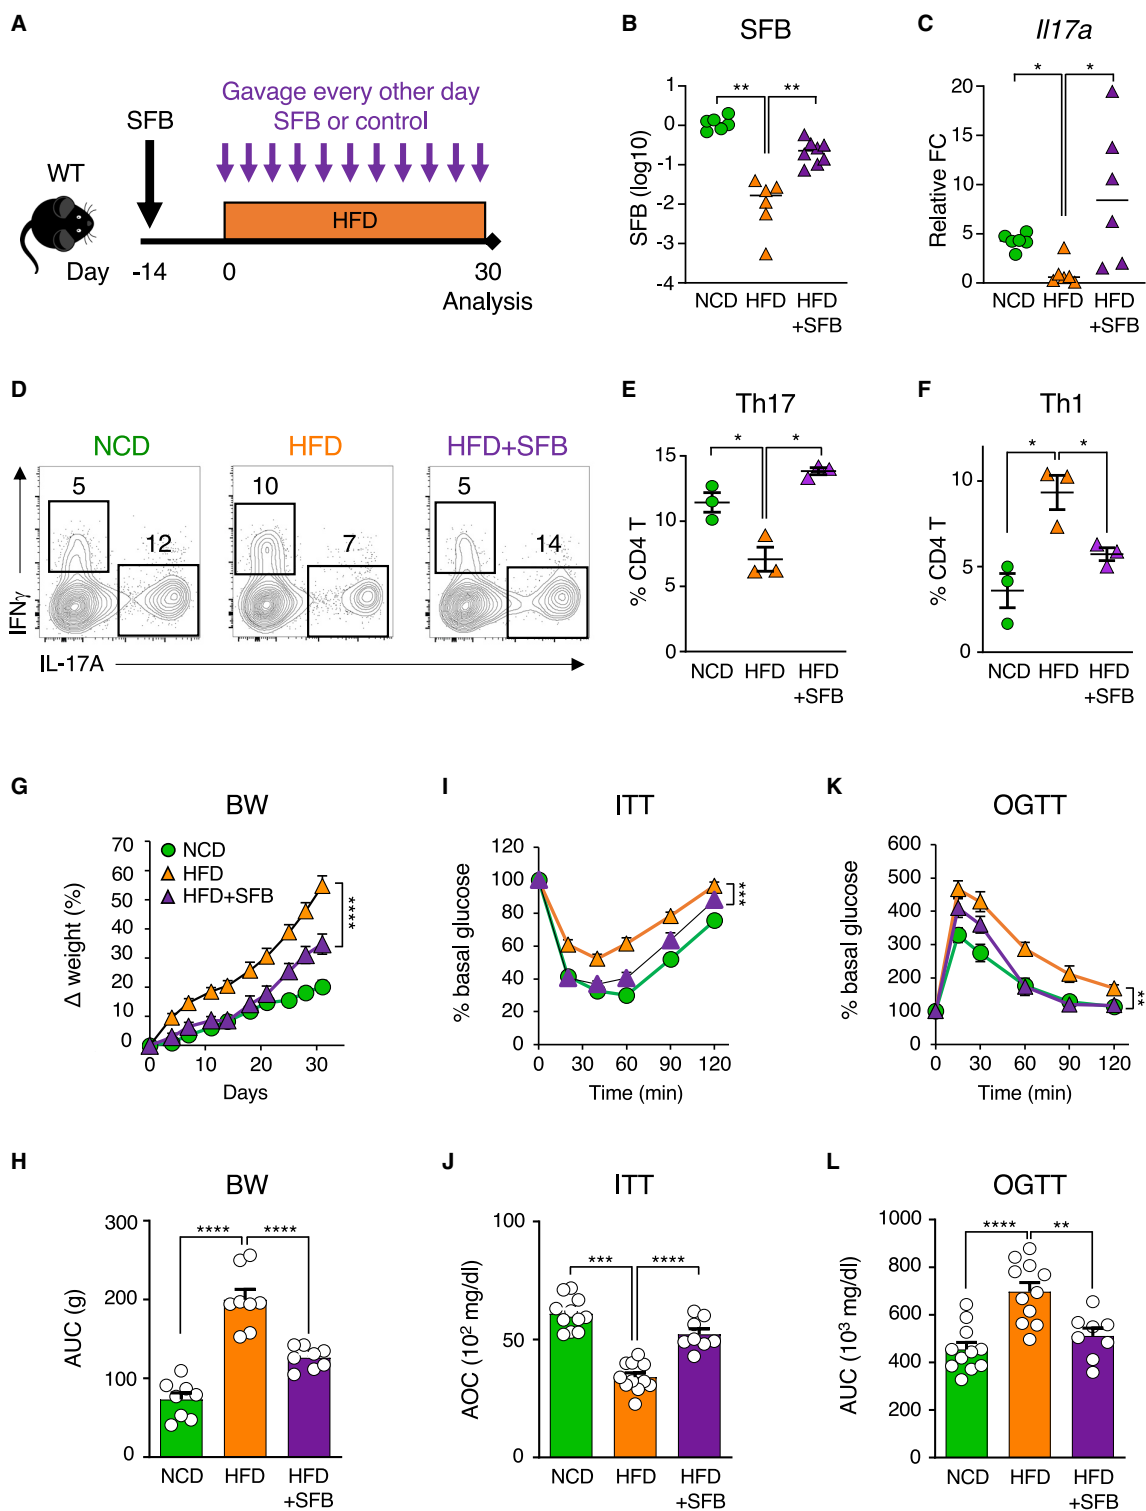 A
Gavage every other day
SFB or control
SFB
WT
HFD
Day
-14
0
30
Analysis
B
SFB
SFB (log10)
1
0
-1
-2
-3
-4
** **
NCD HFD HFD
+SFB
C
Il17a
Relative FC
20
15
10
5
0
* *
NCD HFD HFD
+SFB
D
NCD HFD HFD+SFB
5 12
10 7
5 14
IFNγ
IL-17A
E
Th17
% CD4 T
15
10
5
0
* *
NCD HFD HFD
+SFB
F
Th1
% CD4 T
10
5
0
* *
NCD HFD HFD
+SFB
G
BW
Δ weight (%)
70
60
50
40
30
20
10
0
NCD
HFD
HFD+SFB
****
0 10 20 30
Days
I
ITT
% basal glucose
120
100
80
60
40
20
0
***
0 30 60 90 120
Time (min)
K
OGTT
% basal glucose
600
500
400
300
200
100
0
**
0 30 60 90 120
Time (min)
H
BW
AUC (g)
300
200
100
0
**** ****
NCD HFD HFD
+SFB
J
ITT
AOC (10² mg/dl)
100
50
0
*** ****
NCD HFD HFD
+SFB
L
OGTT
AUC (10³ mg/dl)
1000
800
600
400
200
0
**** **
NCD HFD HFD
+SFB